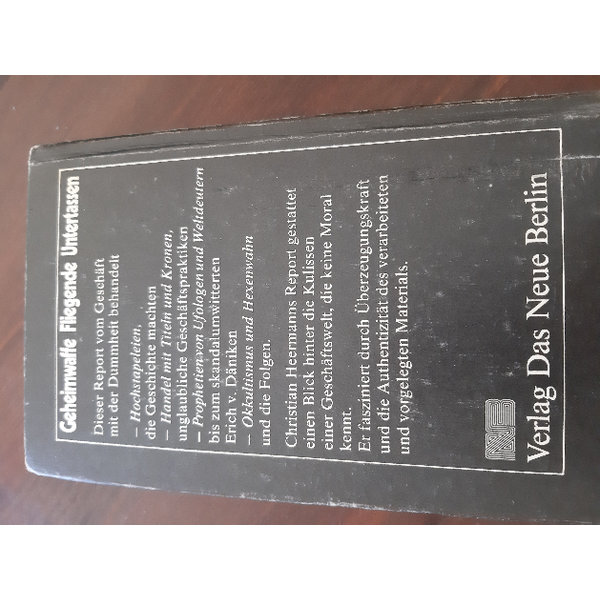 Geheimwaffe Fliegende Untertassen
Dieser Report vom Geschäft
mit der Dummheit behandelt
– Hochstapeleien,
die Geschichte machten
– Handel mit Titeln und Kronen,
unglaubliche Geschäftspraktiken
– Propheten von Ufologen und Weltdeutern
bis zum skandalumwitterten
Erich v. Däniken
– Okkultismus und Hexenwahn
und die Folgen.
Christian Heermanns Report gestattet
einen Blick hinter die Kulissen
einer Geschäftswelt, die keine Moral
kennt.
Er fasziniert durch Überzeugungskraft
und die Authentizität des verarbeiteten
und vorgelegten Materials.
Verlag Das Neue Berlin